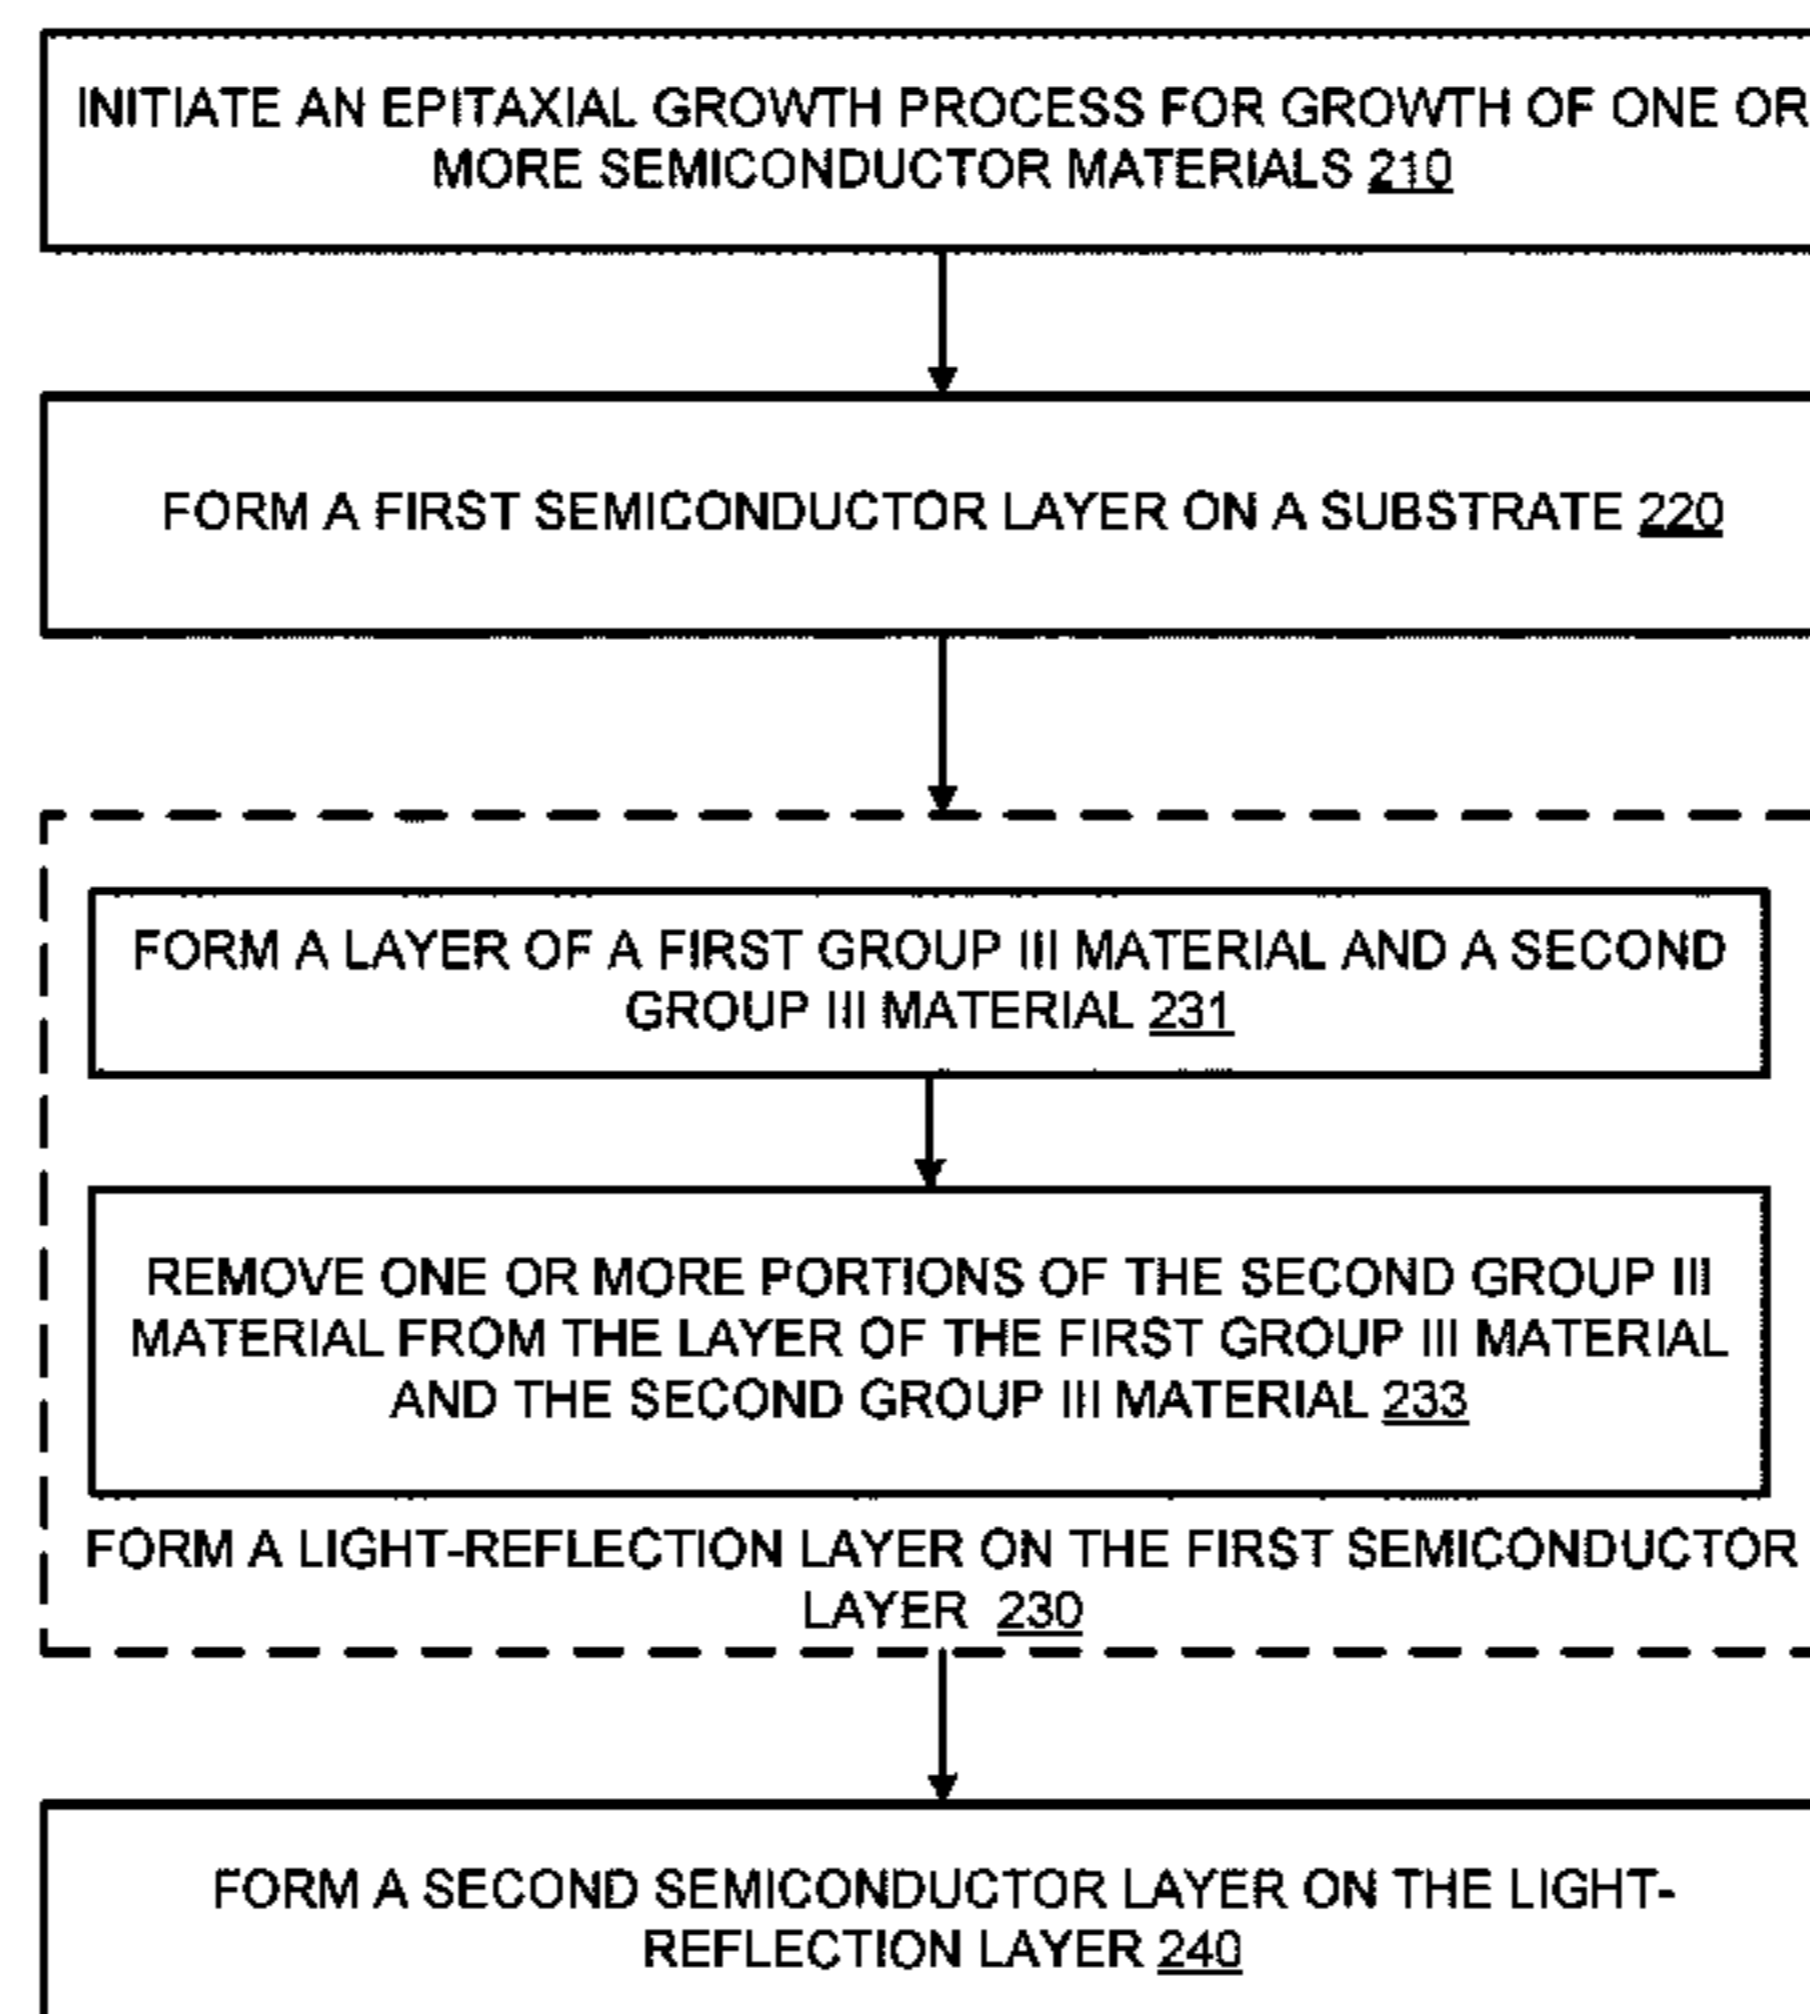 INITIATE AN EPITAXIAL GROWTH PROCESS FOR GROWTH OF ONE OR
MORE SEMICONDUCTOR MATERIALS 210
FORM A FIRST SEMICONDUCTOR LAYER ON A SUBSTRATE 220
FORM A LAYER OF A FIRST GROUP III MATERIAL AND A SECOND
GROUP III MATERIAL 231
REMOVE ONE OR MORE PORTIONS OF THE SECOND GROUP III
MATERIAL FROM THE LAYER OF THE FIRST GROUP III MATERIAL
AND THE SECOND GROUP III MATERIAL 233
FORM A LIGHT-REFLECTION LAYER ON THE FIRST SEMICONDUCTOR
LAYER 230
FORM A SECOND SEMICONDUCTOR LAYER ON THE LIGHT-
REFLECTION LAYER 240